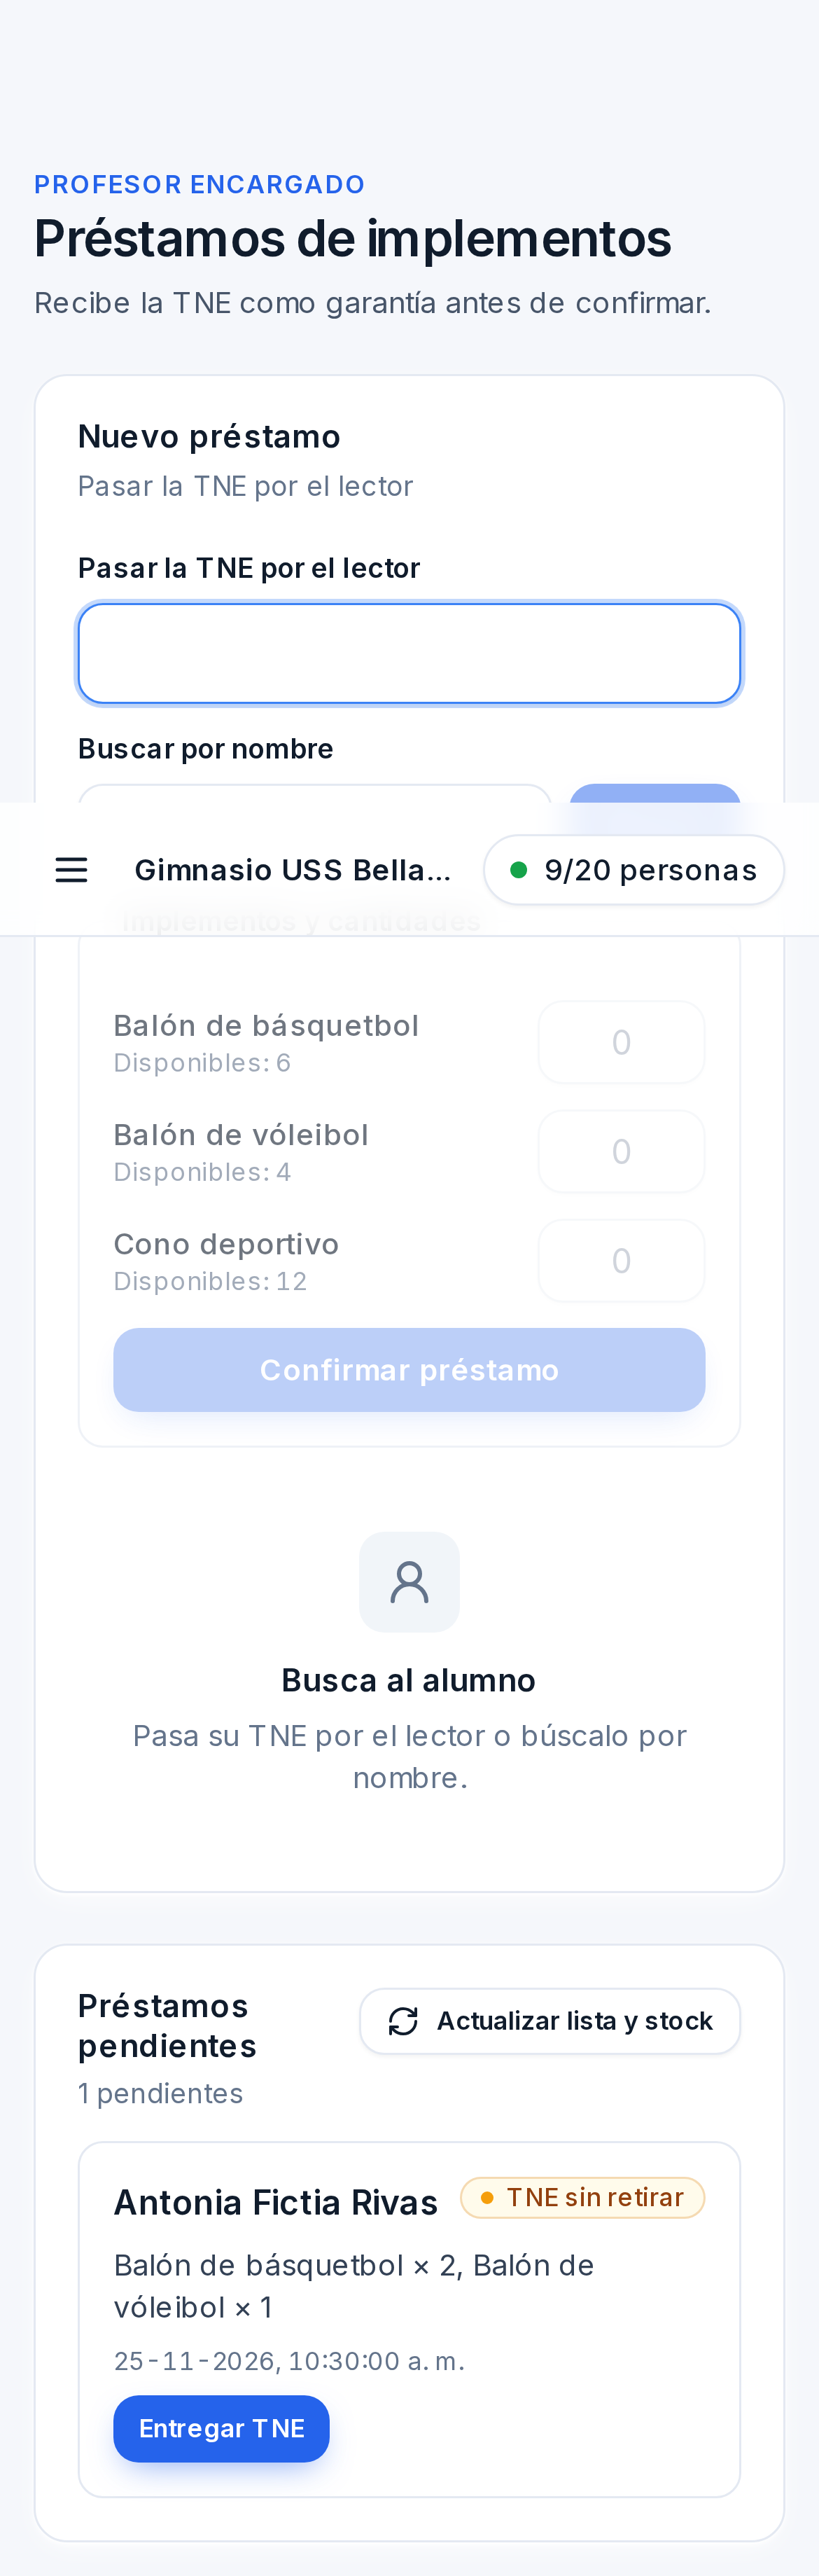 PROFESOR ENCARGADO
Préstamos de implementos
Recibe la TNE como garantía antes de confirmar.
Nuevo préstamo
Pasar la TNE por el lector
Pasar la TNE por el lector
Buscar por nombre
Gimnasio USS Bella...
9/20 personas
Implementos y cantidades
Balón de básquetbol
0
Disponibles: 6
Balón de vóleibol
0
Disponibles: 4
Cono deportivo
0
Disponibles: 12
Confirmar préstamo
Busca al alumno
Pasa su TNE por el lector o búscalo por
nombre.
Préstamos
pendientes
Actualizar lista y stock
1 pendientes
Antonia Fictia Rivas
TNE sin retirar
Balón de básquetbol × 2, Balón de
vóleibol × 1
25-11-2026, 10:30:00 a. m.
Entregar TNE